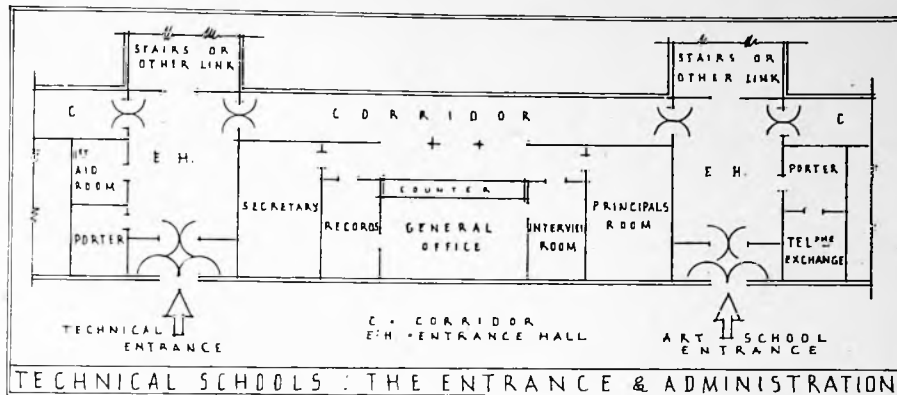 STAIRS OR
OTHER LINK
STAIRS OR
OTHER LINK
C
CORRIDOR
C
E H.
E H.
1ST
AID
ROOM
PORTER
SECRETARY
RECORDS
COUNTER
GENERAL
OFFICE
INTERVIEW
ROOM
PRINCIPALS
ROOM
PORTER
TELPHE
EXCHANGE
TECHNICAL
ENTRANCE
C - CORRIDOR
E:H - ENTRANCE HALL
ART SCHOOL
ENTRANCE
TECHNICAL SCHOOLS : THE ENTRANCE & ADMINISTRATION